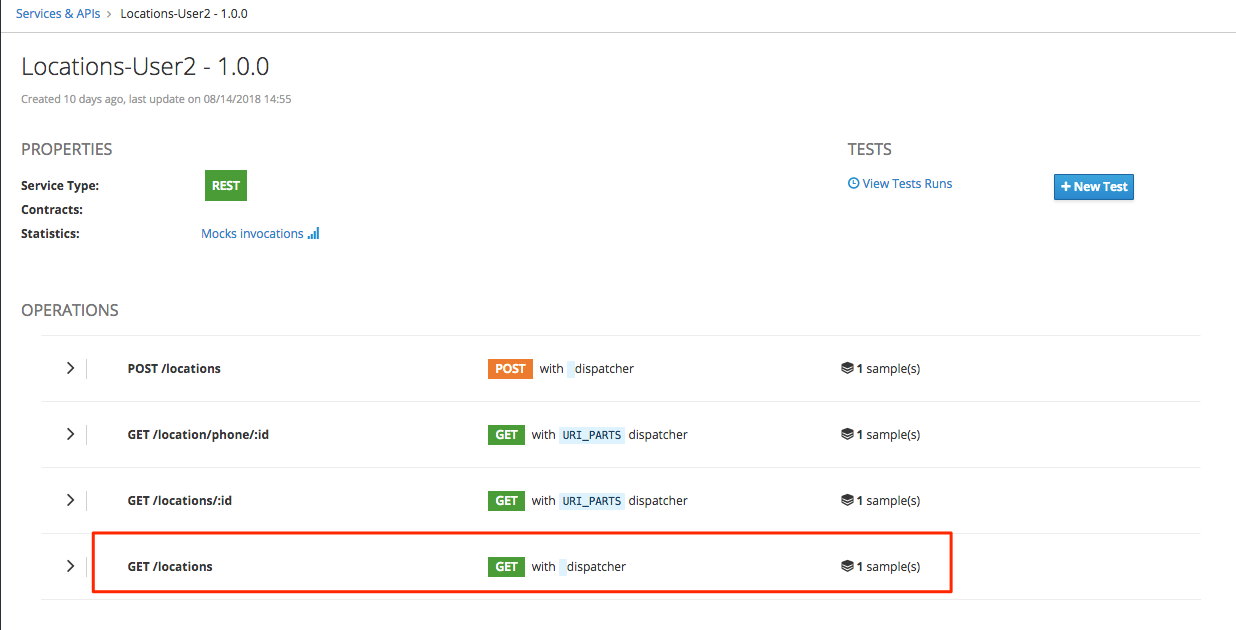 Services & APIs > Locations-User2 - 1.0.0
Locations-User2 - 1.0.0
Created 10 days ago, last update on 08/14/2018 14:55
PROPERTIES
Service Type: REST
Contracts:
Statistics: Mocks invocations
TESTS
View Tests Runs + New Test
OPERATIONS
POST /locations POST with dispatcher 1 sample(s)
GET /location/phone/:id GET with URI_PARTS dispatcher 1 sample(s)
GET /locations/:id GET with URI_PARTS dispatcher 1 sample(s)
GET /locations GET with dispatcher 1 sample(s)